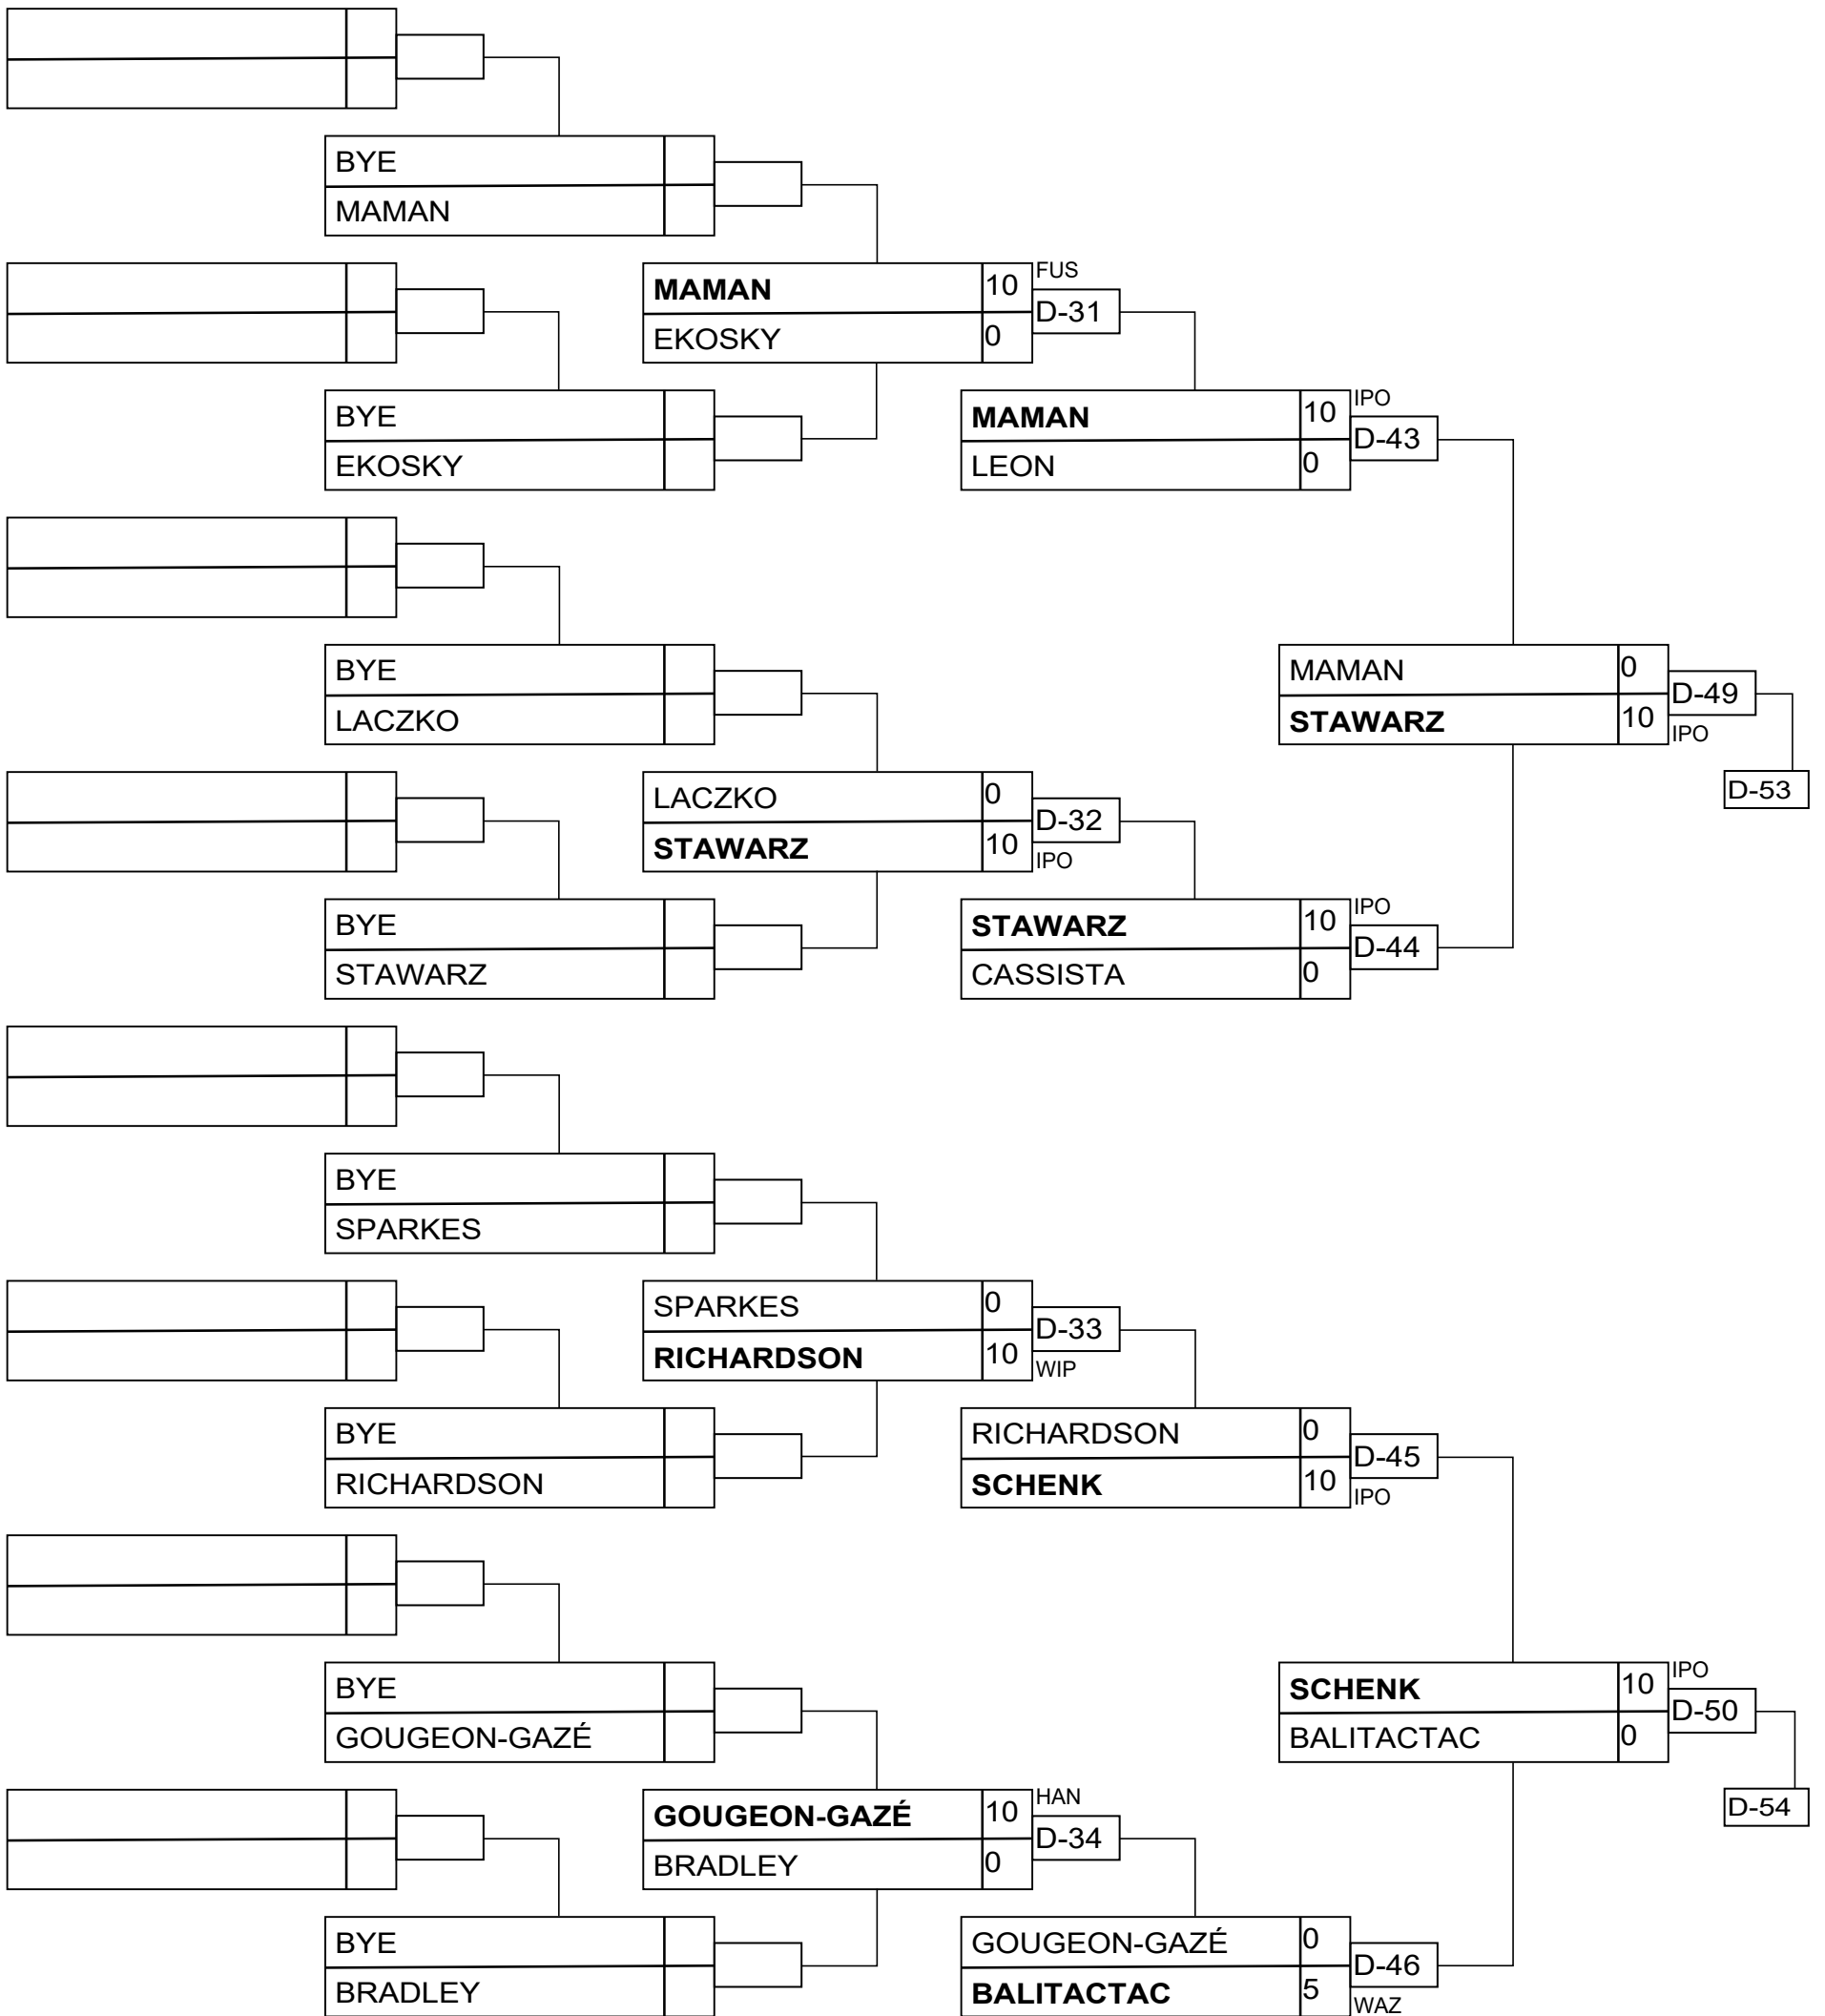 BYE
MAMAN
FUS
MAMAN 10
D-31
EKOSKY 0
BYE
EKOSKY
IPO
MAMAN 10
D-43
LEON 0
BYE
LACZKO
MAMAN 0
D-49
STAWARZ 10
IPO
D-53
LACZKO 0
D-32
STAWARZ 10
IPO
BYE
STAWARZ
IPO
STAWARZ 10
D-44
CASSISTA 0
BYE
SPARKES
SPARKES 0
D-33
RICHARDSON 10
WIP
BYE
RICHARDSON
RICHARDSON 0
D-45
SCHENK 10
IPO
BYE
GOUGEON-GAZÉ
IPO
SCHENK 10
D-50
BALITACTAC 0
D-54
HAN
GOUGEON-GAZÉ 10
D-34
BRADLEY 0
BYE
BRADLEY
GOUGEON-GAZÉ 0
D-46
BALITACTAC 5
WAZ